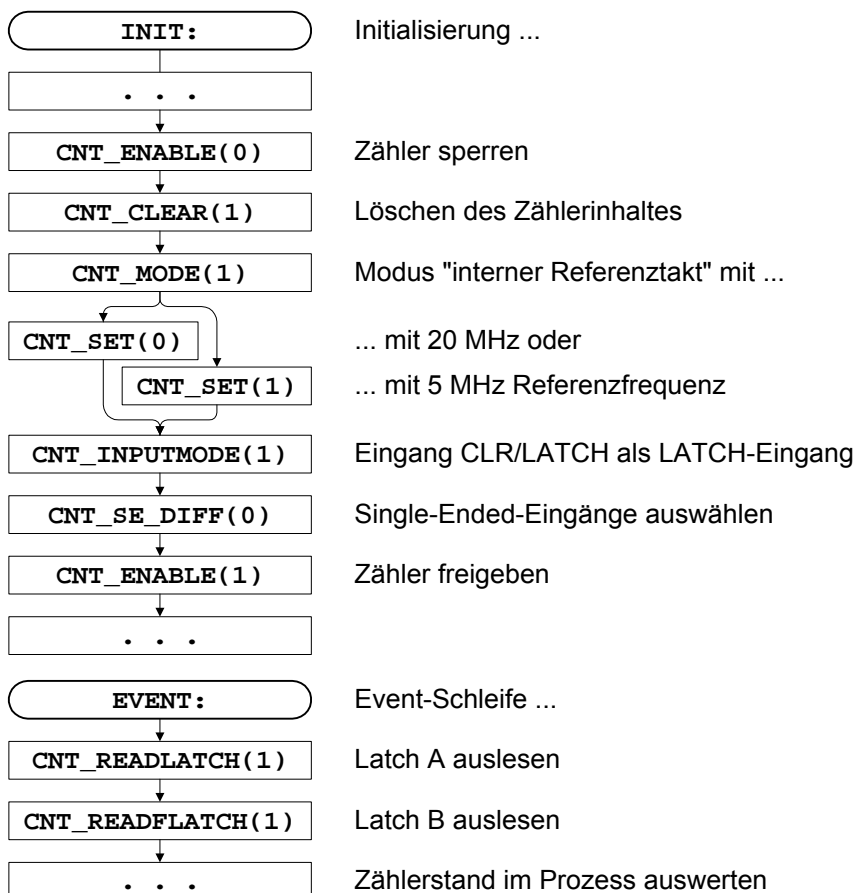 INIT: Initialisierung ...
. . .
CNT_ENABLE(0) Zähler sperren
CNT_CLEAR(1) Löschen des Zählerinhaltes
CNT_MODE(1) Modus "interner Referenztakt" mit ...
CNT_SET(0) ... mit 20 MHz oder
CNT_SET(1) ... mit 5 MHz Referenzfrequenz
CNT_INPUTMODE(1) Eingang CLR/LATCH als LATCH-Eingang
CNT_SE_DIFF(0) Single-Ended-Eingänge auswählen
CNT_ENABLE(1) Zähler freigeben
. . .
EVENT: Event-Schleife ...
CNT_READLATCH(1) Latch A auslesen
CNT_READFLATCH(1) Latch B auslesen
. . . Zählerstand im Prozess auswerten